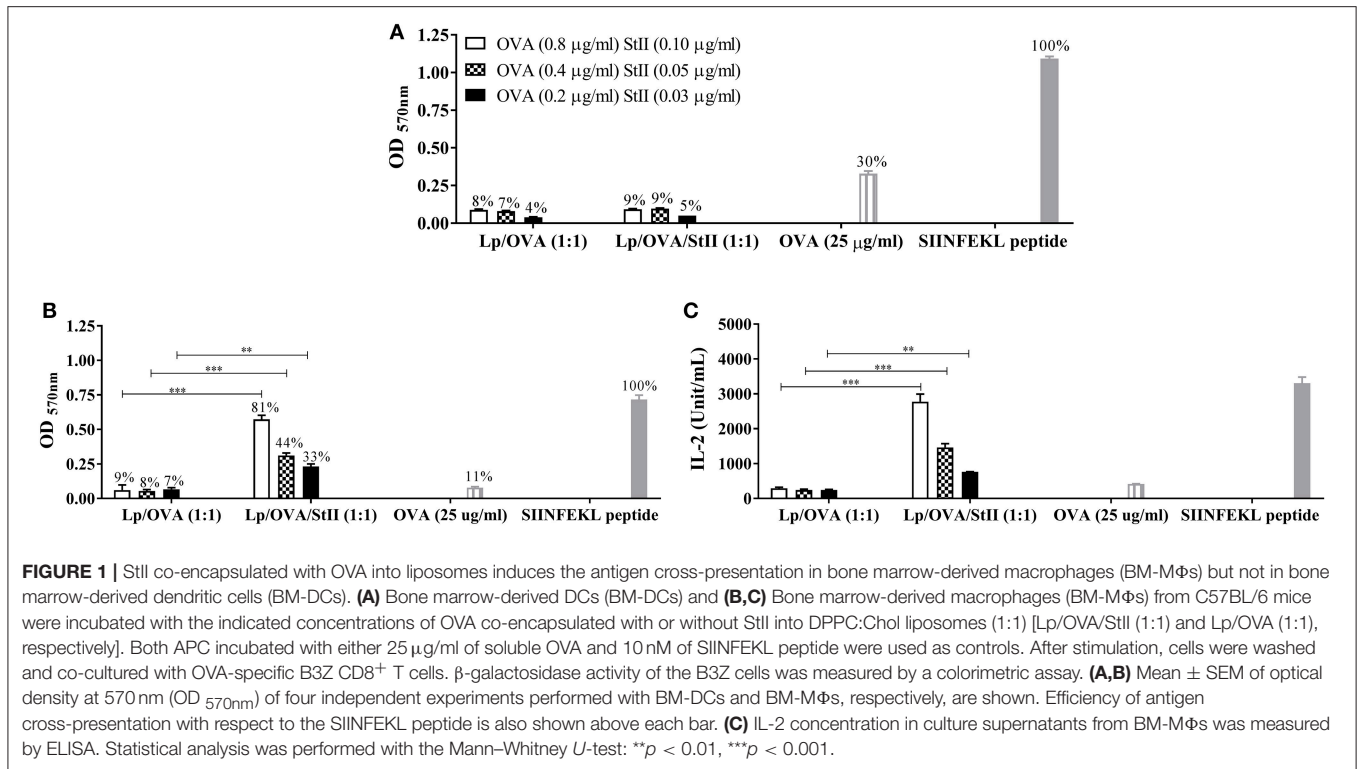 A
1.25
1.00
0.75
0.50
0.25
0.00
OD 570nm
OVA (0.8 μg/ml) StII (0.10 μg/ml)
OVA (0.4 μg/ml) StII (0.05 μg/ml)
OVA (0.2 μg/ml) StII (0.03 μg/ml)
8% 7% 4%
9% 9% 5%
30%
100%
Lp/OVA (1:1) Lp/OVA/StII (1:1) OVA (25 μg/ml) SIINFEKL peptide
B
1.25
1.00
0.75
0.50
0.25
0.00
OD 570nm
**
***
***
9% 8% 7%
81%
44%
33%
11%
100%
Lp/OVA (1:1) Lp/OVA/StII (1:1) OVA (25 ug/ml) SIINFEKL peptide
C
5000
4000
3000
2000
1000
0
IL-2 (Unit/mL)
**
***
***
Lp/OVA (1:1) Lp/OVA/StII (1:1) OVA (25 ug/ml) SIINFEKL peptide
FIGURE 1 | StII co-encapsulated with OVA into liposomes induces the antigen cross-presentation in bone marrow-derived macrophages (BM-MΦs) but not in bone
marrow-derived dendritic cells (BM-DCs). (A) Bone marrow-derived DCs (BM-DCs) and (B,C) Bone marrow-derived macrophages (BM-MΦs) from C57BL/6 mice
were incubated with the indicated concentrations of OVA co-encapsulated with or without StII into DPPC:Chol liposomes (1:1) [Lp/OVA/StII (1:1) and Lp/OVA (1:1),
respectively]. Both APC incubated with either 25 μg/ml of soluble OVA and 10 nM of SIINFEKL peptide were used as controls. After stimulation, cells were washed
and co-cultured with OVA-specific B3Z CD8+ T cells. β-galactosidase activity of the B3Z cells was measured by a colorimetric assay. (A,B) Mean ± SEM of optical
density at 570 nm (OD 570nm) of four independent experiments performed with BM-DCs and BM-MΦs, respectively, are shown. Efficiency of antigen
cross-presentation with respect to the SIINFEKL peptide is also shown above each bar. (C) IL-2 concentration in culture supernatants from BM-MΦs was measured
by ELISA. Statistical analysis was performed with the Mann–Whitney U-test: **p < 0.01, ***p < 0.001.